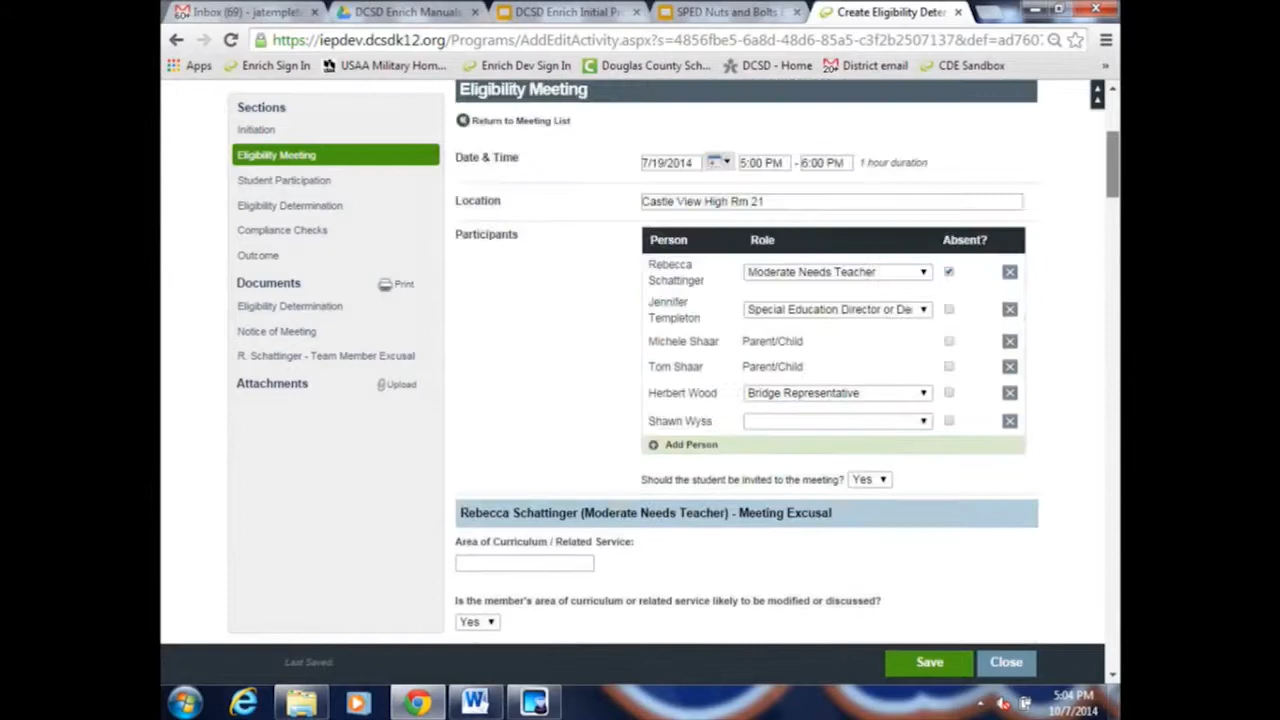 Inbox (69) - jatemplet
DCSD Enrich Manuals
DCSD Enrich Initial Pr
SPED Nuts and Bolts
Create Eligibility Deter
https://iepdev.dcsdk12.org/Programs/AddEditActivity.aspx?s=4856fbe5-6a8d-48d6-85a5-c3f2b2507137&def=ad760
Apps
Enrich Sign In
USAA Military Hom...
Enrich Dev Sign In
Douglas County Sch...
DCSD - Home
20+
District email
CDE Sandbox
»
Sections
Initiation
Eligibility Meeting
Student Participation
Eligibility Determination
Compliance Checks
Outcome
Documents
Print
Eligibility Determination
Notice of Meeting
R. Schattinger - Team Member Excusal
Attachments
Upload
Eligibility Meeting
Return to Meeting List
Date & Time
7/19/2014
5:00 PM - 6:00 PM
1 hour duration
Location
Castle View High Rm 21
Participants
Person
Role
Absent?
Rebecca
Schattinger
Moderate Needs Teacher
Jennifer
Templeton
Special Education Director or De
Michele Shaar
Parent/Child
Tom Shaar
Parent/Child
Herbert Wood
Bridge Representative
Shawn Wyss
Add Person
Should the student be invited to the meeting?
Yes
Rebecca Schattinger (Moderate Needs Teacher) - Meeting Excusal
Area of Curriculum / Related Service:
Is the member's area of curriculum or related service likely to be modified or discussed?
Yes
Last Saved:
Save
Close
5:04 PM
10/7/2014